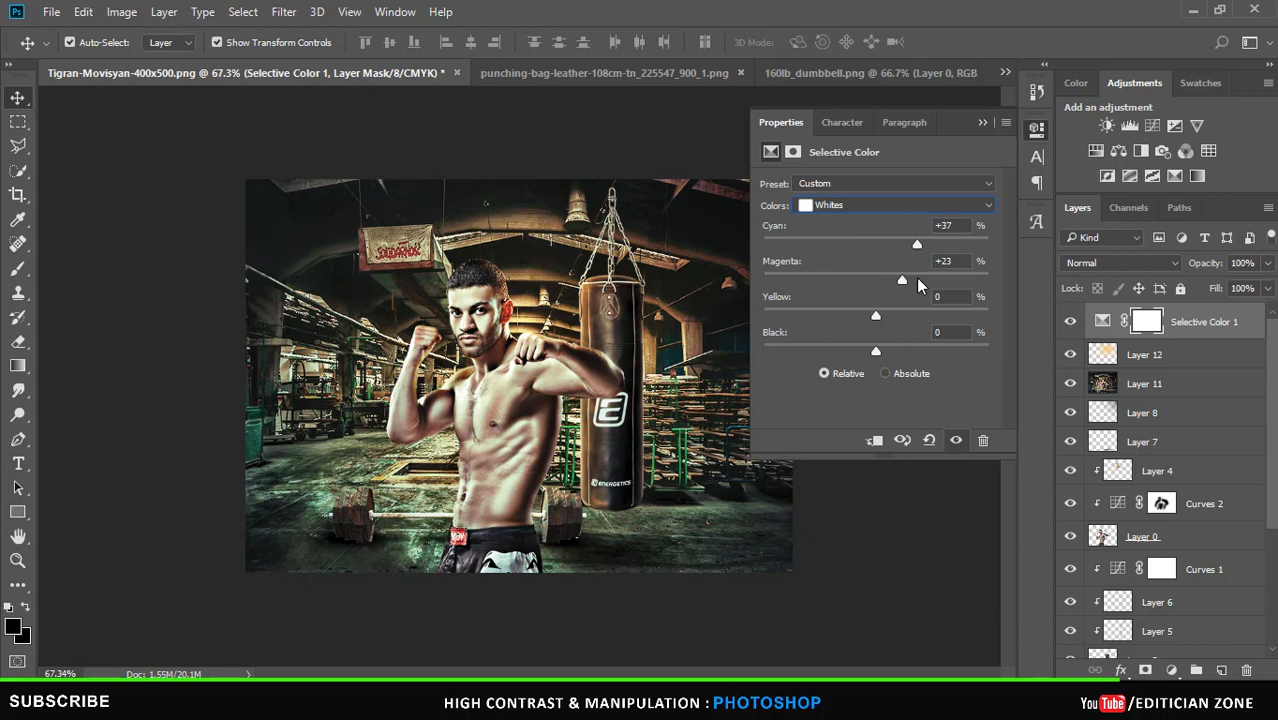 Ps File Edit Image Layer Type Select Filter 3D View Window Help
Auto-Select: Layer Show Transform Controls 3D Mode:
Tigran-Movisyan-400x500.png @ 67.3% (Selective Color 1, Layer Mask/8/CMYK) * punching-bag-leather-108cm-tn_225547_900_1.png 160lb_dumbbell.png @ 66.7% (Layer 0, RGB
Properties Character Paragraph
Selective Color
Preset: Custom
Colors: Whites
Cyan: +37 %
Magenta: +23 %
Yellow: 0 %
Black: 0 %
Relative Absolute
Color Adjustments Swatches
Add an adjustment
Layers Channels Paths
Kind
Normal Opacity: 100%
Lock: Fill: 100%
Selective Color 1
Layer 12
Layer 11
Layer 8
Layer 7
Layer 4
Curves 2
Layer 0
Curves 1
Layer 6
Layer 5
E
ENERGETICS
67.34% Doc: 1.55M/20.1M
SUBSCRIBE HIGH CONTRAST & MANIPULATION : PHOTOSHOP YouTube /EDITICIAN ZONE